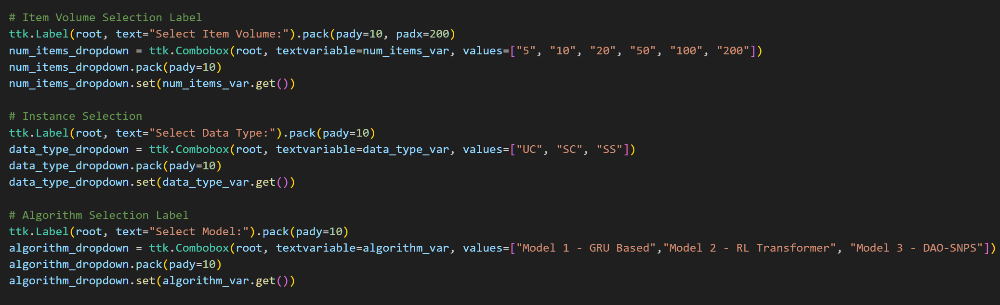 # Item Volume Selection Label
ttk.Label(root, text="Select Item Volume:").pack(pady=10, padx=200)
num_items_dropdown = ttk.Combobox(root, textvariable=num_items_var, values=["5", "10", "20", "50", "100", "200"])
num_items_dropdown.pack(pady=10)
num_items_dropdown.set(num_items_var.get())

# Instance Selection
ttk.Label(root, text="Select Data Type:").pack(pady=10)
data_type_dropdown = ttk.Combobox(root, textvariable=data_type_var, values=["UC", "SC", "SS"])
data_type_dropdown.pack(pady=10)
data_type_dropdown.set(data_type_var.get())

# Algorithm Selection Label
ttk.Label(root, text="Select Model:").pack(pady=10)
algorithm_dropdown = ttk.Combobox(root, textvariable=algorithm_var, values=["Model 1 - GRU Based","Model 2 - RL Transformer", "Model 3 - DAO-SNPS"])
algorithm_dropdown.pack(pady=10)
algorithm_dropdown.set(algorithm_var.get())